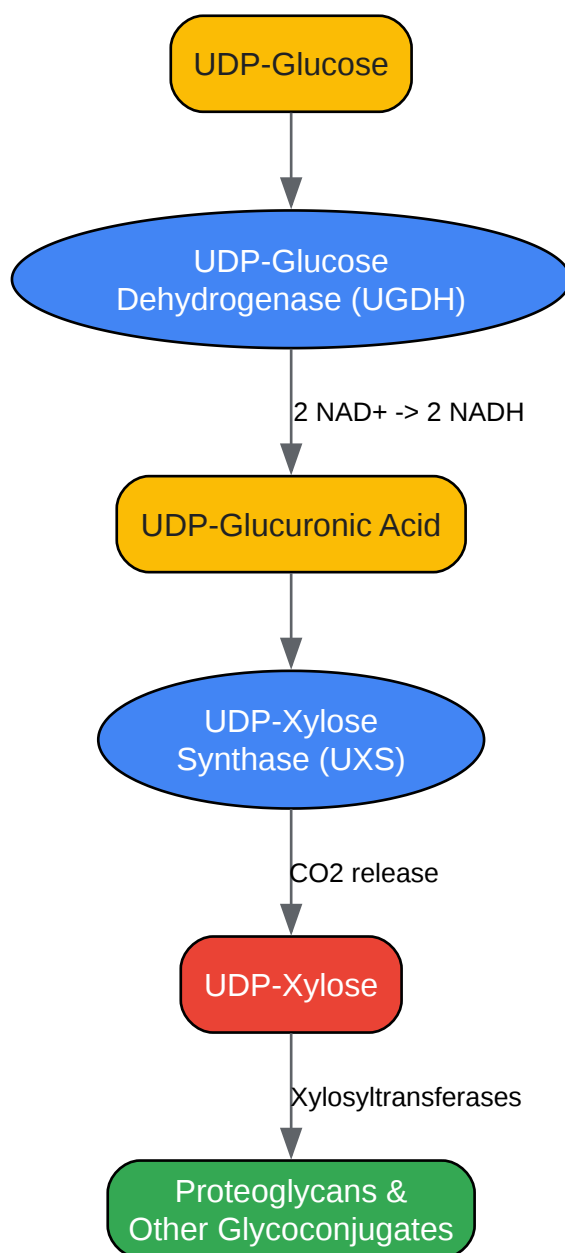 UDP-Glucose
UDP-Glucose
Dehydrogenase (UGDH)
2 NAD+ -> 2 NADH
UDP-Glucuronic Acid
UDP-Xylose
Synthase (UXS)
CO2 release
UDP-Xylose
Xylosyltransferases
Proteoglycans &
Other Glycoconjugates